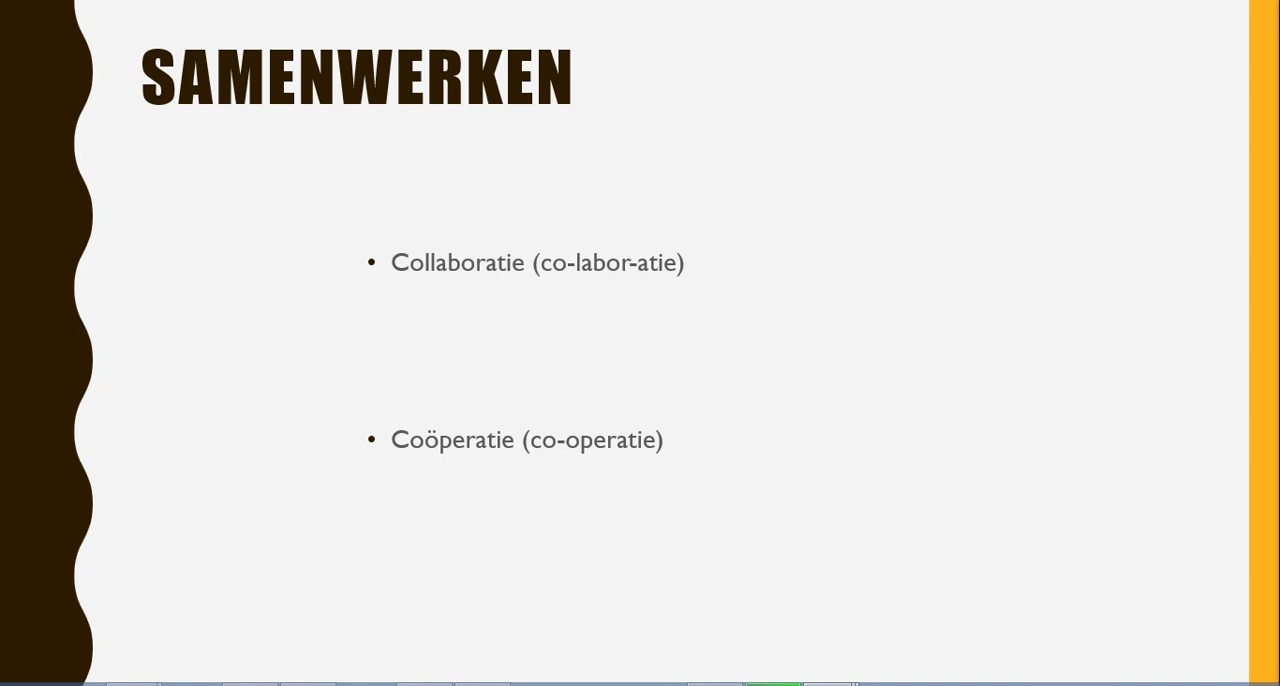 SAMENWERKEN
• Collaboratie (co-labor-atie)
• Coöperatie (co-operatie)